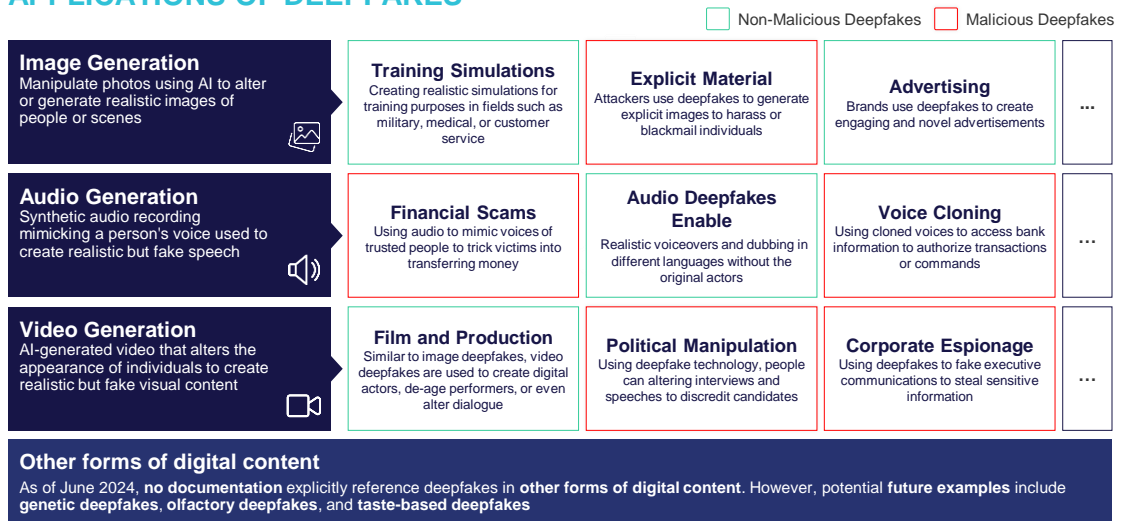 APPLICATIONS OF DEEPFAKES
Non-Malicious Deepfakes
Malicious Deepfakes
Image Generation
Manipulate photos using AI to alter
or generate realistic images of
people or scenes
Training Simulations
Creating realistic simulations for
training purposes in fields such as
military, medical, or customer
service
Explicit Material
Attackers use deepfakes to generate
explicit images to harass or
blackmail individuals
Advertising
Brands use deepfakes to create
engaging and novel advertisements
...
Audio Generation
Synthetic audio recording
mimicking a person's voice used to
create realistic but fake speech
Financial Scams
Using audio to mimic voices of
trusted people to trick victims into
transferring money
Audio Deepfakes
Enable
Realistic voiceovers and dubbing in
different languages without the
original actors
Voice Cloning
Using cloned voices to access bank
information to authorize transactions
or commands
...
Video Generation
AI-generated video that alters the
appearance of individuals to create
realistic but fake visual content
Film and Production
Similar to image deepfakes, video
deepfakes are used to create digital
actors, de-age performers, or even
alter dialogue
Political Manipulation
Using deepfake technology, people
can altering interviews and
speeches to discredit candidates
Corporate Espionage
Using deepfakes to fake executive
communications to steal sensitive
information
...
Other forms of digital content
As of June 2024, no documentation explicitly reference deepfakes in other forms of digital content. However, potential future examples include
genetic deepfakes, olfactory deepfakes, and taste-based deepfakes